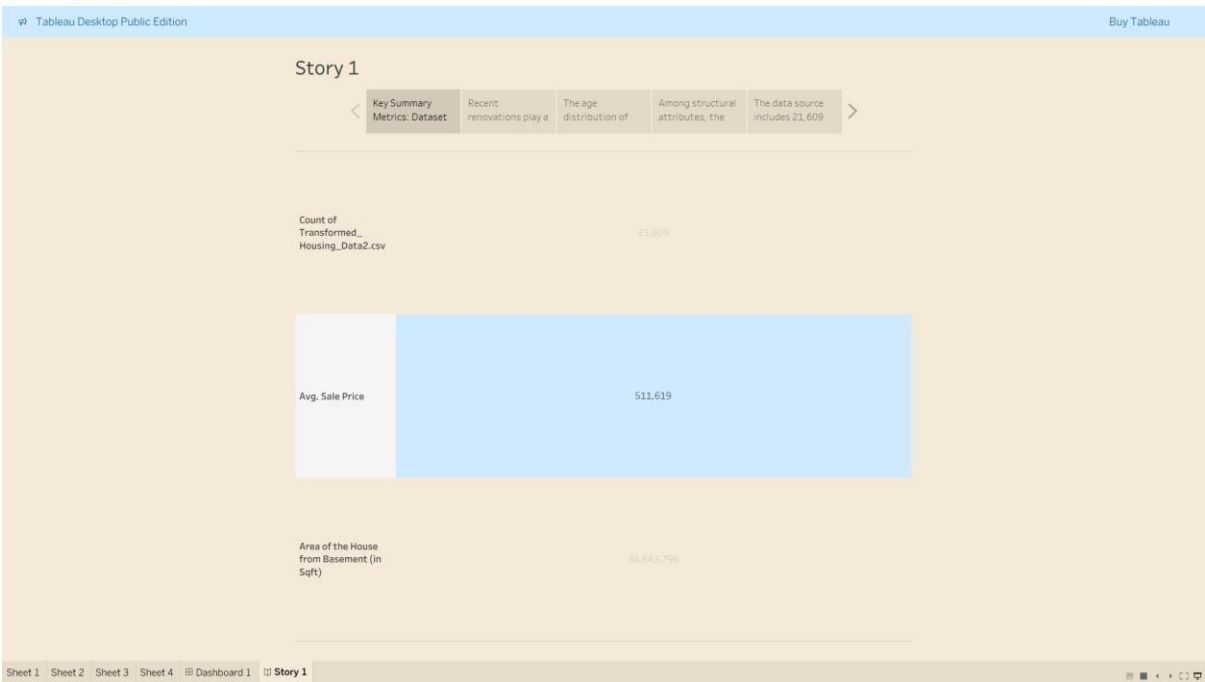 Tableau Desktop Public Edition
Buy Tableau
Story 1
Key Summary
Metrics: Dataset
Recent
renovations play a
The age
distribution of
Among structural
attributes, the
The data source
includes 21,609
Count of
Transformed_
Housing_Data2.csv
21,609
Avg. Sale Price
511,619
Area of the House
from Basement (in
Sqft)
38,643,798
Sheet 1
Sheet 2
Sheet 3
Sheet 4
Dashboard 1
Story 1